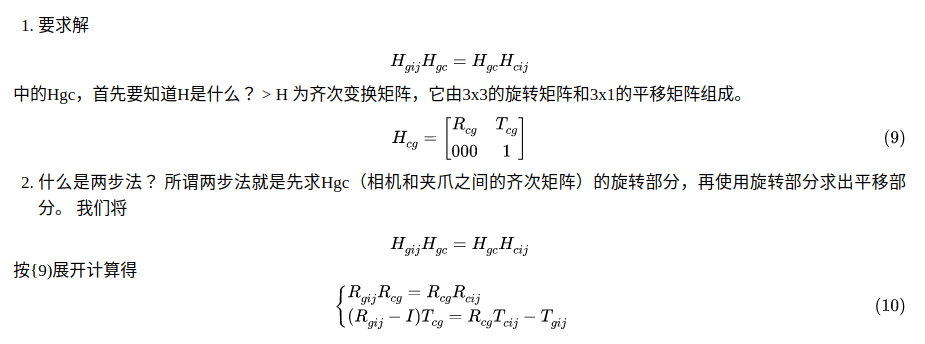 1. 要求解
H_{gij}H_{gc} = H_{gc}H_{cij}
中的Hgc，首先要知道H是什么？ > H 为齐次变换矩阵，它由3x3的旋转矩阵和3x1的平移矩阵组成。
H_{cg} = \begin{bmatrix} R_{cg} & T_{cg} \\ 000 & 1 \end{bmatrix} (9)
2. 什么是两步法？ 所谓两步法就是先求Hgc（相机和夹爪之间的齐次矩阵）的旋转部分，再使用旋转部分求出平移部
分。 我们将
H_{gij}H_{gc} = H_{gc}H_{cij}
按{9)展开计算得
\begin{cases} R_{gij}R_{cg} = R_{cg}R_{cij} \\ (R_{gij} - I)T_{cg} = R_{cg}T_{cij} - T_{gij} \end{cases} (10)